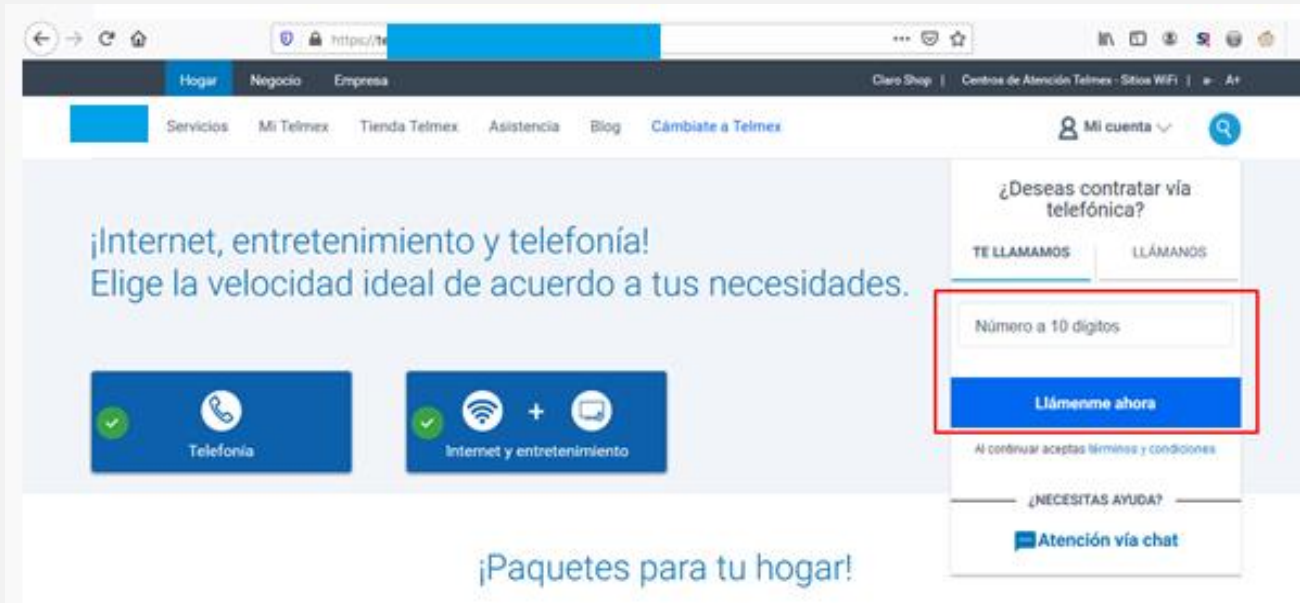 https://te
Hogar Negocio Empresa Claro Shop | Centros de Atención Telmex - Sitios WiFi | a- A+
Servicios Mi Telmex Tienda Telmex Asistencia Blog Cámbiate a Telmex Mi cuenta
¿Deseas contratar vía
telefónica?
TE LLAMAMOS LLÁMANOS
¡Internet, entretenimiento y telefonía!
Elige la velocidad ideal de acuerdo a tus necesidades.
Número a 10 dígitos
Llámenme ahora
Al continuar aceptas términos y condiciones
Telefonía
+
Internet y entretenimiento
¿NECESITAS AYUDA?
Atención vía chat
¡Paquetes para tu hogar!